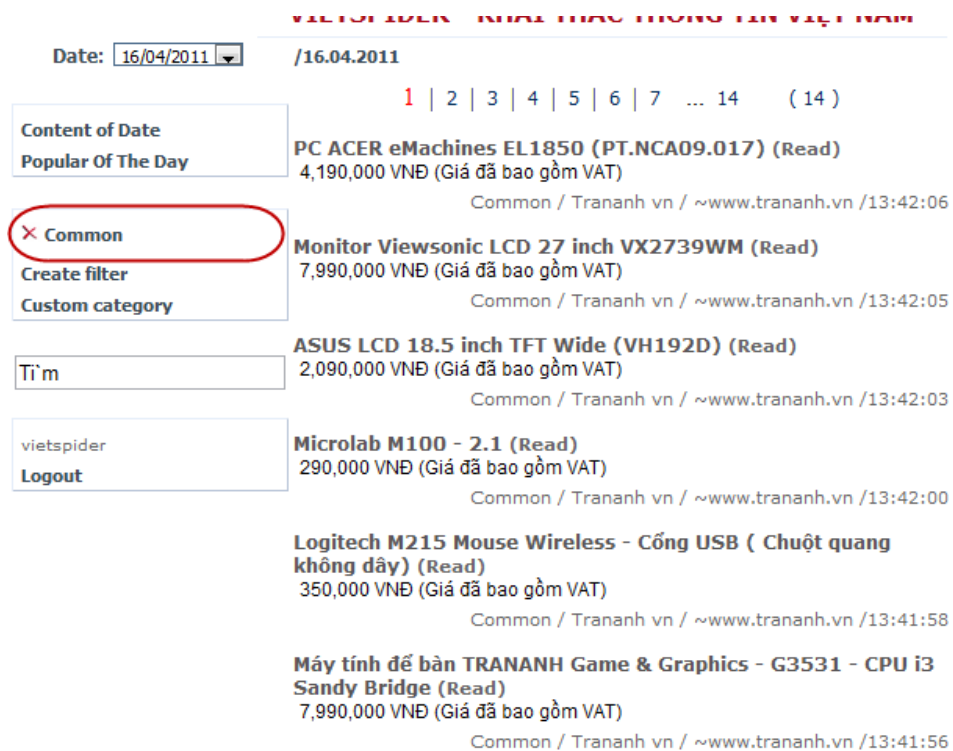 VIETSPIDER - KHAI THÁC THÔNG TIN VIỆT NAM
Date: 16/04/2011
/16.04.2011
1 | 2 | 3 | 4 | 5 | 6 | 7 ... 14 ( 14 )
Content of Date
Popular Of The Day
× Common
Create filter
Custom category
Ti`m
vietspider
Logout
PC ACER eMachines EL1850 (PT.NCA09.017) (Read)
4,190,000 VNĐ (Giá đã bao gồm VAT)
Common / Trananh vn / ~www.trananh.vn /13:42:06
Monitor Viewsonic LCD 27 inch VX2739WM (Read)
7,990,000 VNĐ (Giá đã bao gồm VAT)
Common / Trananh vn / ~www.trananh.vn /13:42:05
ASUS LCD 18.5 inch TFT Wide (VH192D) (Read)
2,090,000 VNĐ (Giá đã bao gồm VAT)
Common / Trananh vn / ~www.trananh.vn /13:42:03
Microlab M100 - 2.1 (Read)
290,000 VNĐ (Giá đã bao gồm VAT)
Common / Trananh vn / ~www.trananh.vn /13:42:00
Logitech M215 Mouse Wireless - Cổng USB ( Chuột quang
không dây) (Read)
350,000 VNĐ (Giá đã bao gồm VAT)
Common / Trananh vn / ~www.trananh.vn /13:41:58
Máy tính để bàn TRANANH Game & Graphics - G3531 - CPU i3
Sandy Bridge (Read)
7,990,000 VNĐ (Giá đã bao gồm VAT)
Common / Trananh vn / ~www.trananh.vn /13:41:56